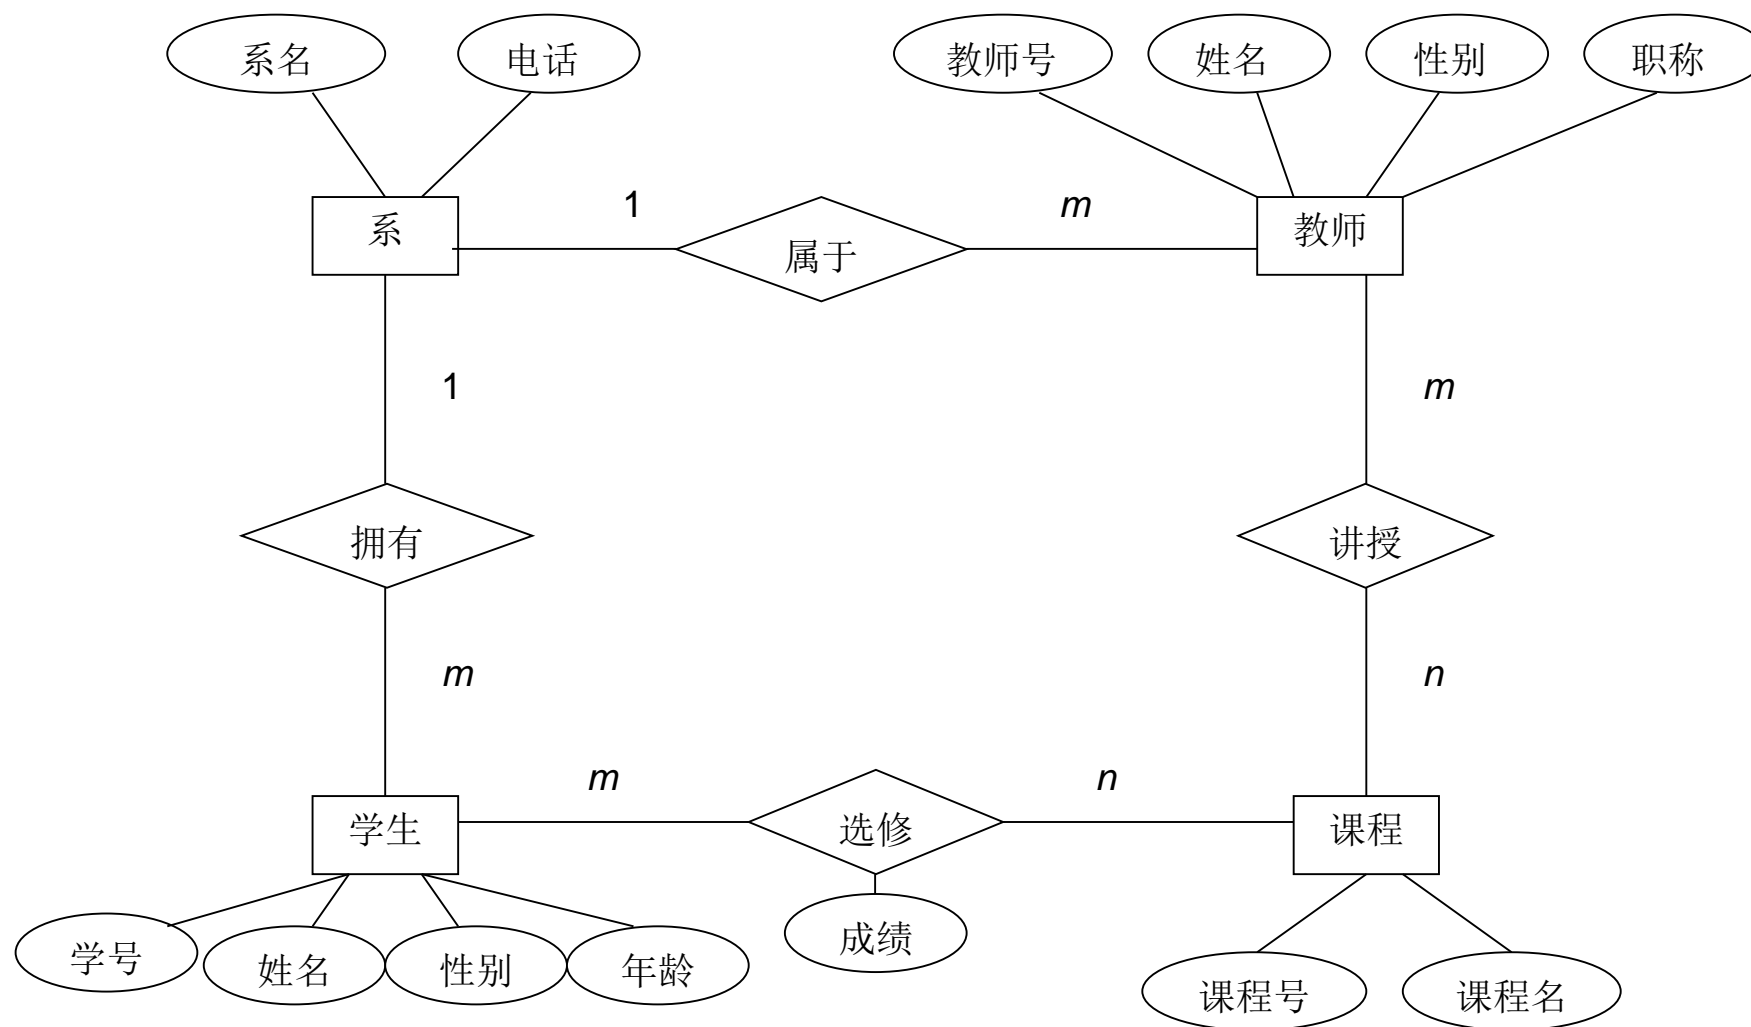 系名
电话
教师号
姓名
性别
职称
系
1
属于
m
教师
1
m
拥有
讲授
m
n
学生
m
选修
n
课程
成绩
学号
姓名
性别
年龄
课程号
课程名